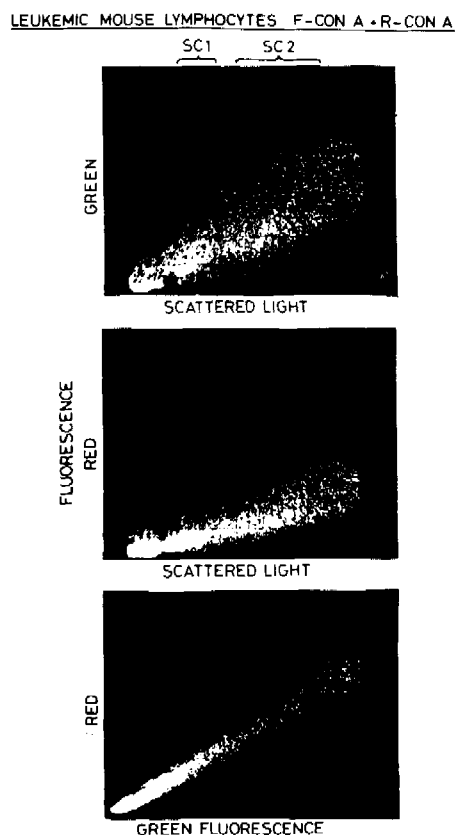 LEUKEMIC MOUSE LYMPHOCYTES F-CON A + R-CON A
SC1 SC2
GREEN
SCATTERED LIGHT
FLUORESCENCE
RED
SCATTERED LIGHT
RED
GREEN FLUORESCENCE